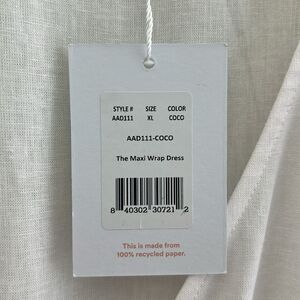 STYLE # SIZE COLOR
AAD111 XL COCO
AAD111-COCO
The Maxi Wrap Dress
8 40302 30721 2
This is made from
100% recycled paper.